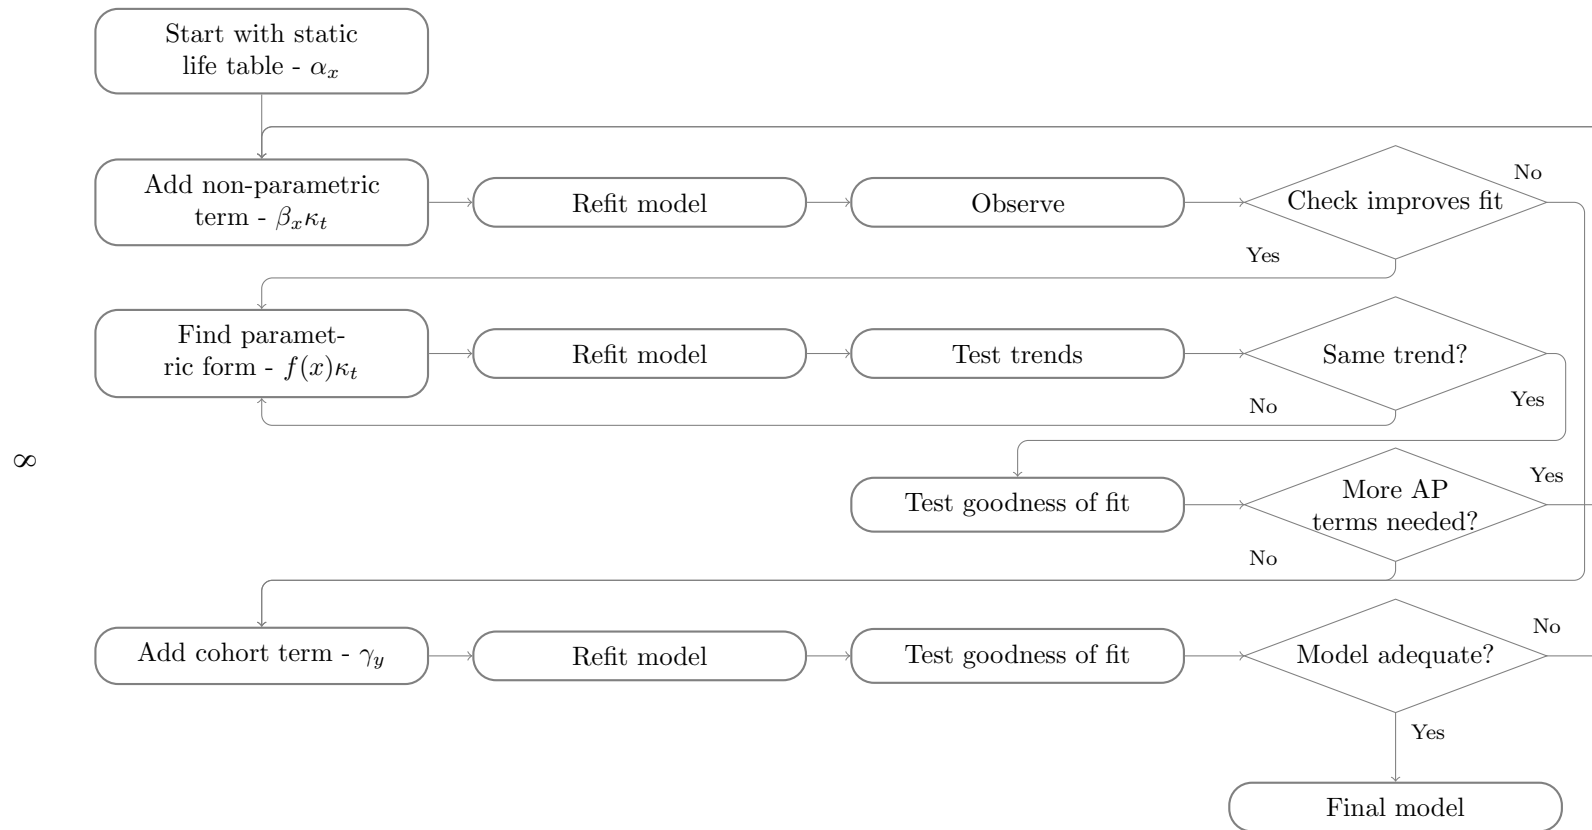 Start with static
life table - αₓ
Add non-parametric
term - βₓκₜ
Refit model
Observe
Check improves fit
No
Yes
Find paramet-
ric form - f(x)κₜ
Refit model
Test trends
Same trend?
No
Yes
8
Test goodness of fit
More AP
terms needed?
Yes
No
Add cohort term - γᵧ
Refit model
Test goodness of fit
Model adequate?
No
Yes
Final model